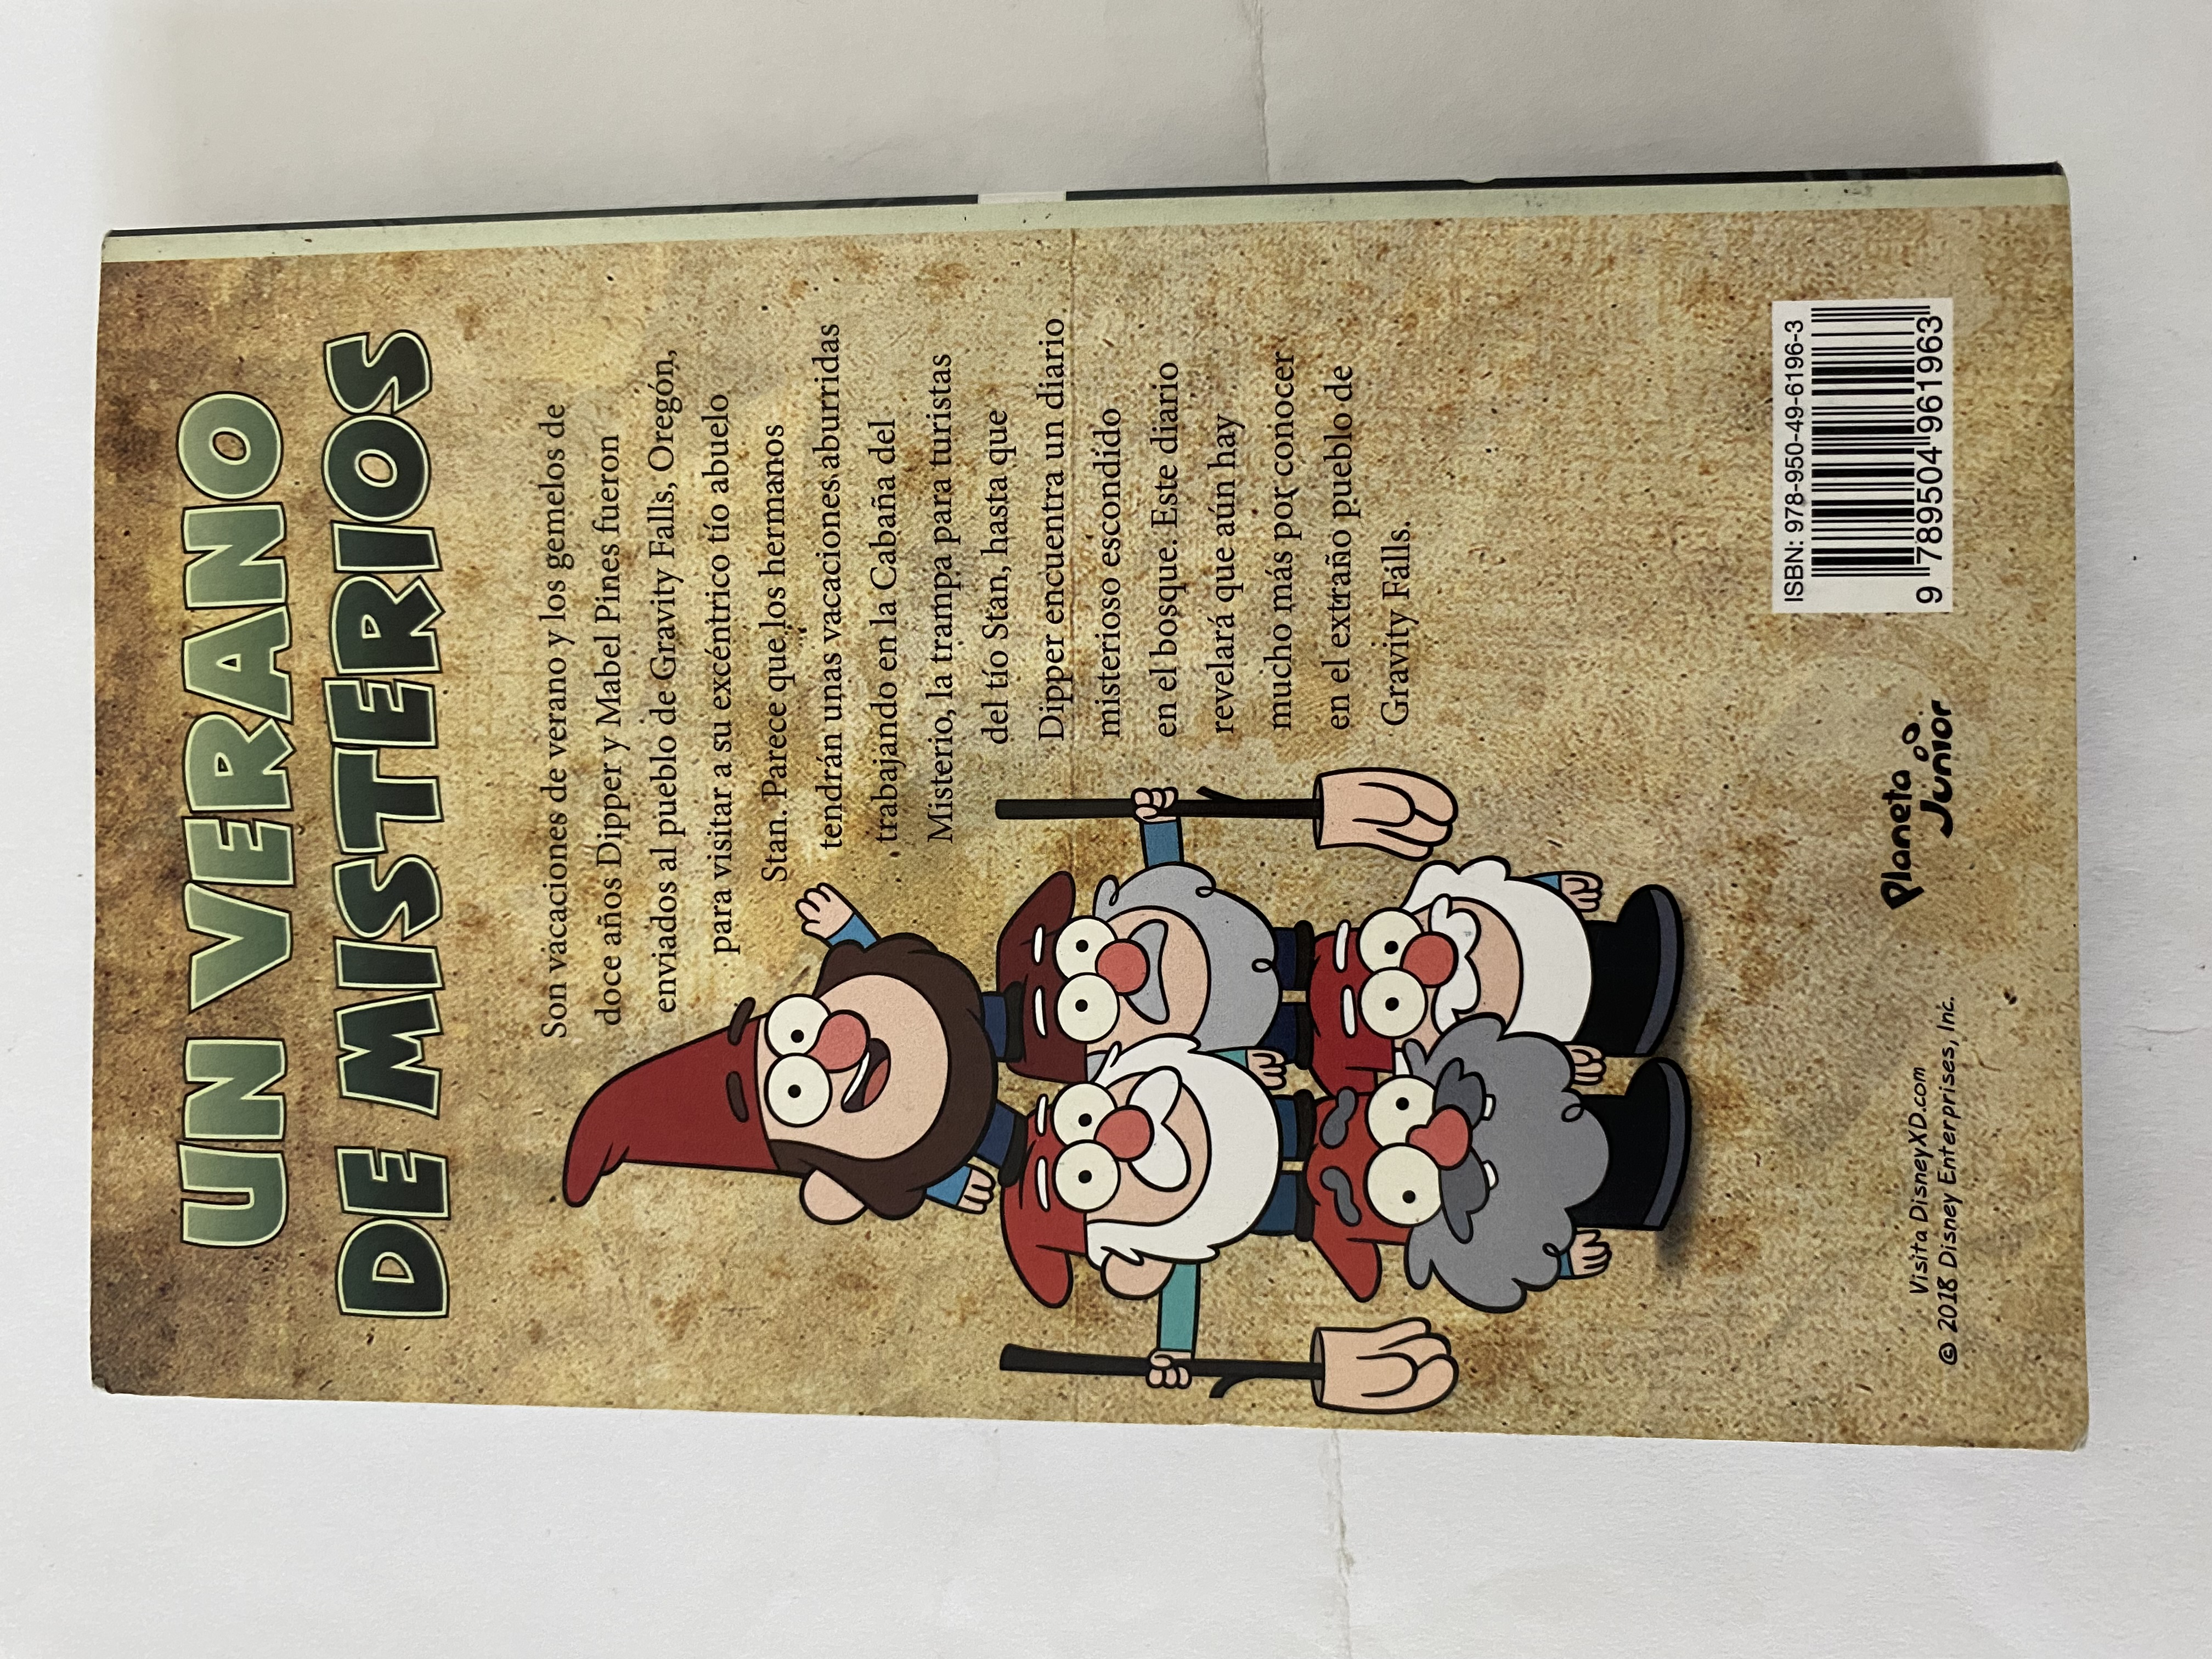 UN VERANO
DE MISTERIOS
Son vacaciones de verano y los gemelos de
doce años Dipper y Mabel Pines fueron
enviados al pueblo de Gravity Falls, Oregón,
para visitar a su excéntrico tío abuelo
Stan. Parece que los hermanos
tendrán unas vacaciones aburridas
trabajando en la Cabaña del
Misterio, la trampa para turistas
del tío Stan, hasta que
Dipper encuentra un diario
misterioso escondido
en el bosque. Este diario
revelará que aún hay
mucho más por conocer
en el extraño pueblo de
Gravity Falls.
Visita DisneyXD.com
© 2018 Disney Enterprises, Inc.
Planeta
Junior
ISBN: 978-950-49-6196-3
9 789504 961963